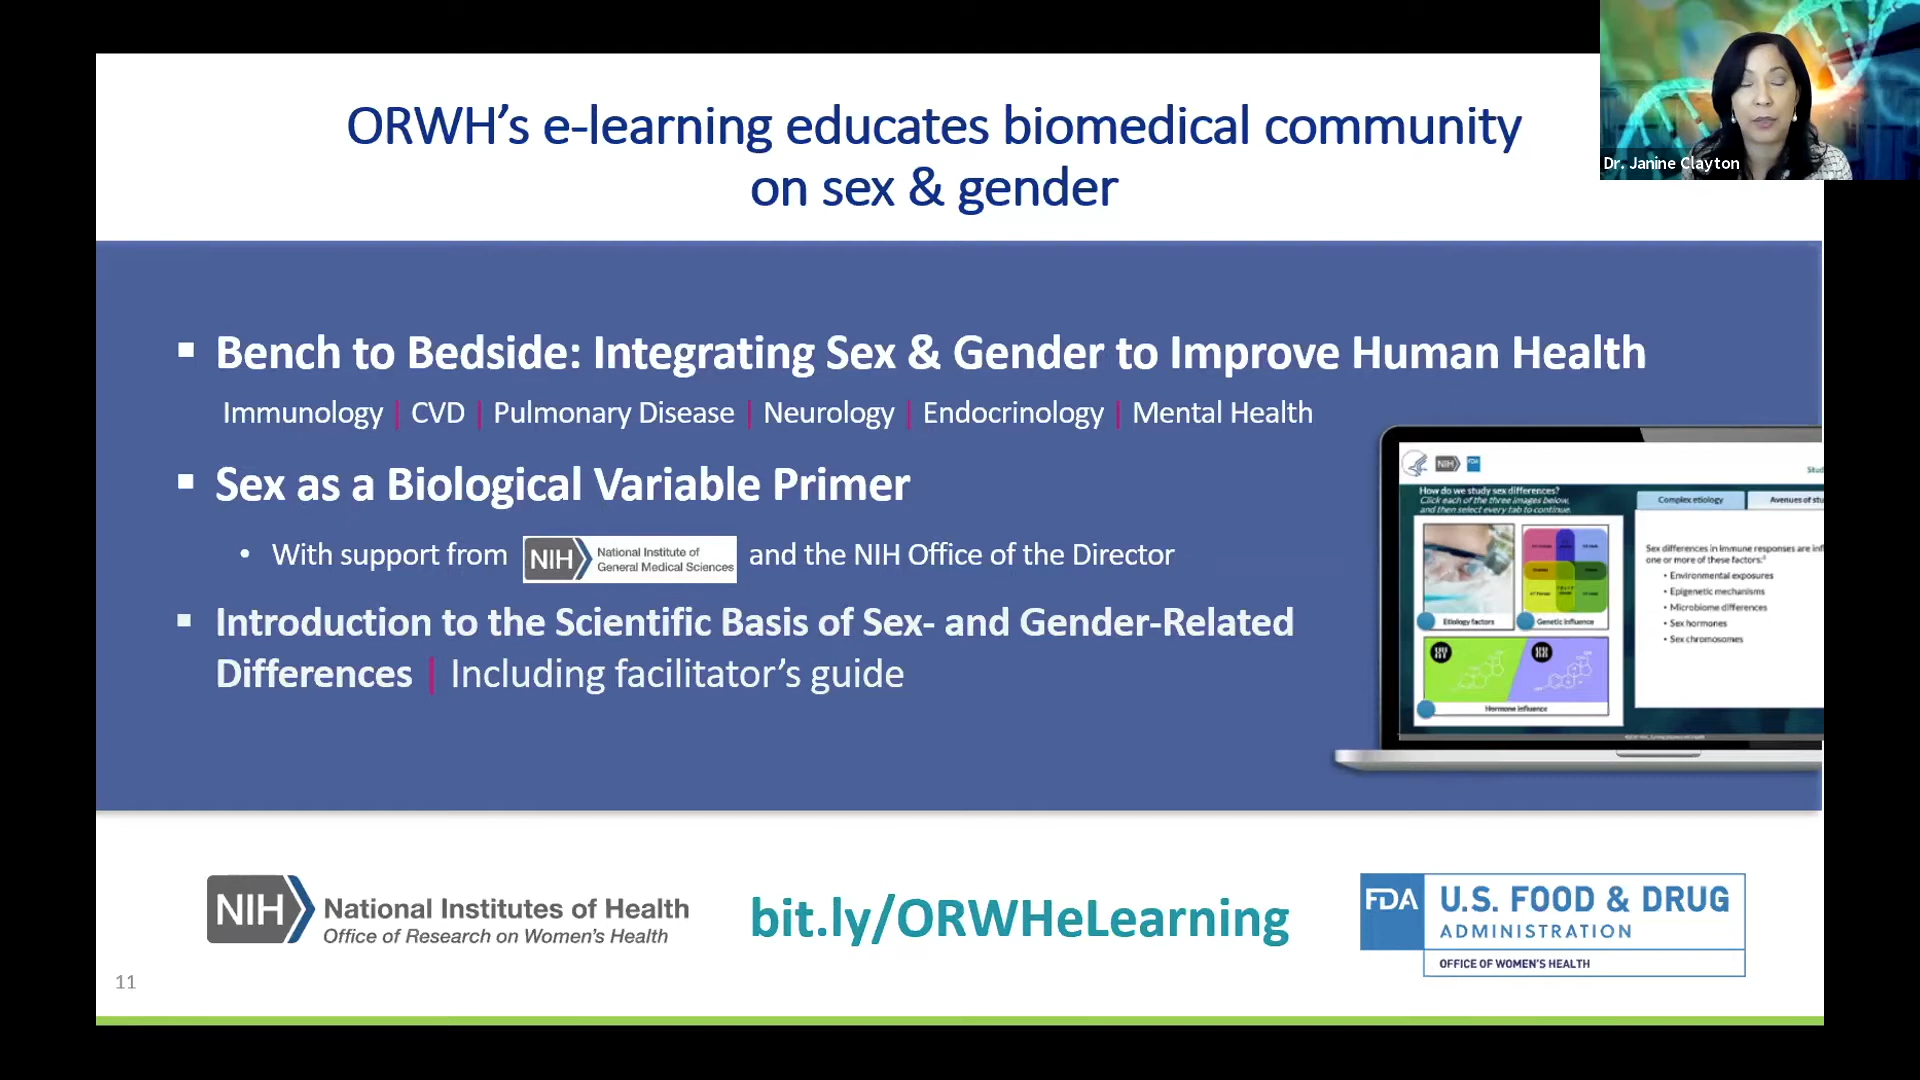 ORWH’s e-learning educates biomedical community
on sex & gender
Dr. Janine Clayton
▪ Bench to Bedside: Integrating Sex & Gender to Improve Human Health
Immunology | CVD | Pulmonary Disease | Neurology | Endocrinology | Mental Health
▪ Sex as a Biological Variable Primer
• With support from NIH National Institute of General Medical Sciences and the NIH Office of the Director
▪ Introduction to the Scientific Basis of Sex- and Gender-Related
Differences | Including facilitator’s guide
NIH FDA
How do we study sex differences?
Click each of the three images below,
and then select every tab to continue.
Etiology factors
Genetic influence
Hormone influence
Complex etiology
Avenues of
Sex differences in immune responses are
one or more of these factors:
• Environmental exposures
• Epigenetic mechanisms
• Microbiome differences
• Sex hormones
• Sex chromosomes
NIH National Institutes of Health
Office of Research on Women’s Health
bit.ly/ORWHeLearning
FDA U.S. FOOD & DRUG
ADMINISTRATION
OFFICE OF WOMEN’S HEALTH
11